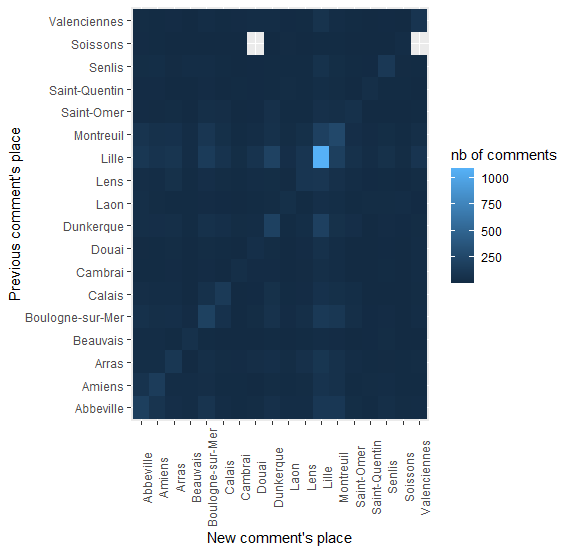 Previous comment's place
Valenciennes
Soissons
Senlis
Saint-Quentin
Saint-Omer
Montreuil
Lille
Lens
Laon
Dunkerque
Douai
Cambrai
Calais
Boulogne-sur-Mer
Beauvais
Arras
Amiens
Abbeville
Abbeville
Amiens
Arras
Beauvais
Boulogne-sur-Mer
Calais
Cambrai
Douai
Dunkerque
Laon
Lens
Lille
Montreuil
Saint-Omer
Saint-Quentin
Senlis
Soissons
Valenciennes
New comment's place
nb of comments
1000
750
500
250